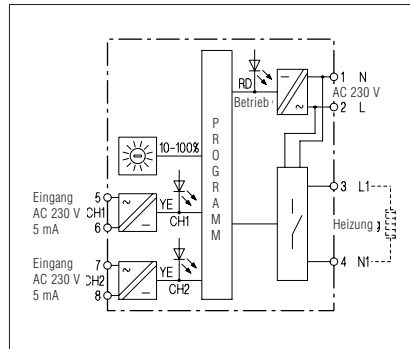 RD
Betrieb
1 N
AC 230 V
2 L
PROGRAMM
10-100%
Eingang
AC 230 V
5 mA
5
CH1
6
YE
CH1
3 L1
Heizung
4 N1
Eingang
AC 230 V
5 mA
7
CH2
8
YE
CH2